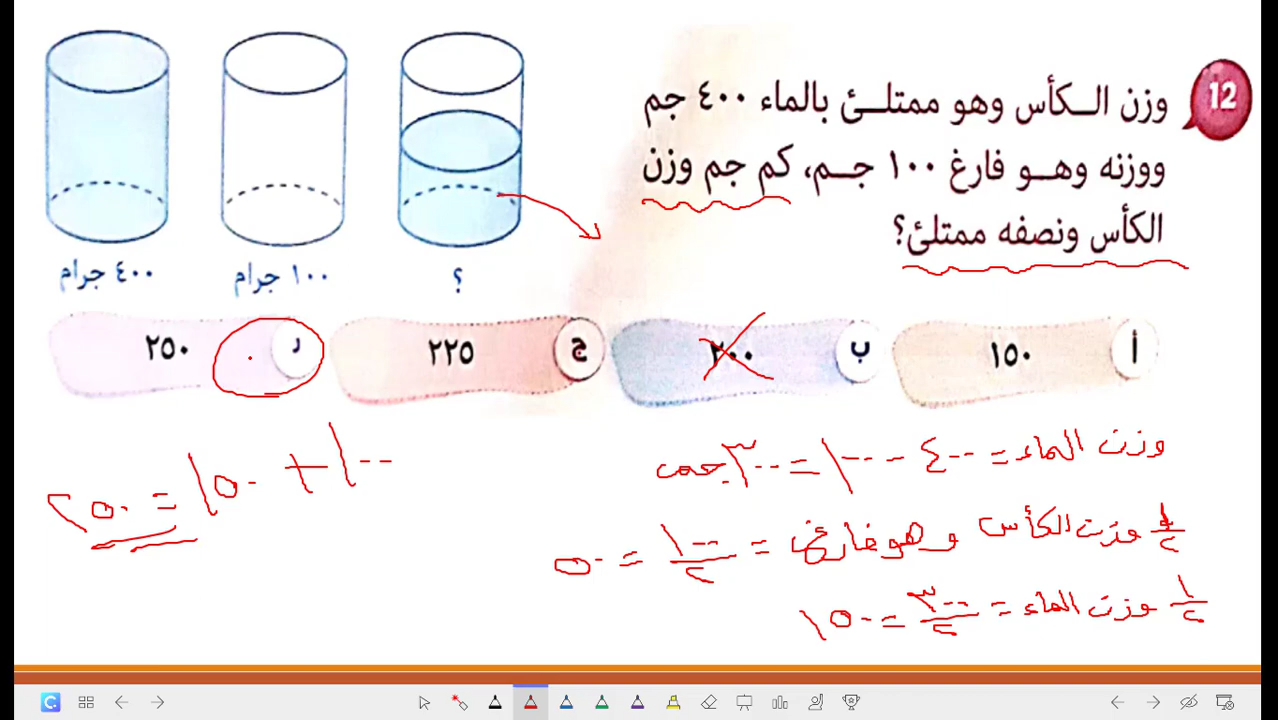 12
وزن الكأس وهو ممتلئ بالماء ٤٠٠ جم
ووزنه وهو فارغ ١٠٠ جم، كم جم وزن
الكأس ونصفه ممتلئ؟
؟
١٠٠ جرام
٤٠٠ جرام
أ ١٥٠
ب ٢٠٠
ج ٢٢٥
د ٢٥٠
وزن الماء = ٤٠٠ - ١٠٠ = ٣٠٠ جم
١/٢ وزن الكأس وهو فارغ = ١٠٠/٢ = ٥٠
١/٢ وزن الماء = ٣٠٠/٢ = ١٥٠
١٠٠ + ١٥٠ = ٢٥٠